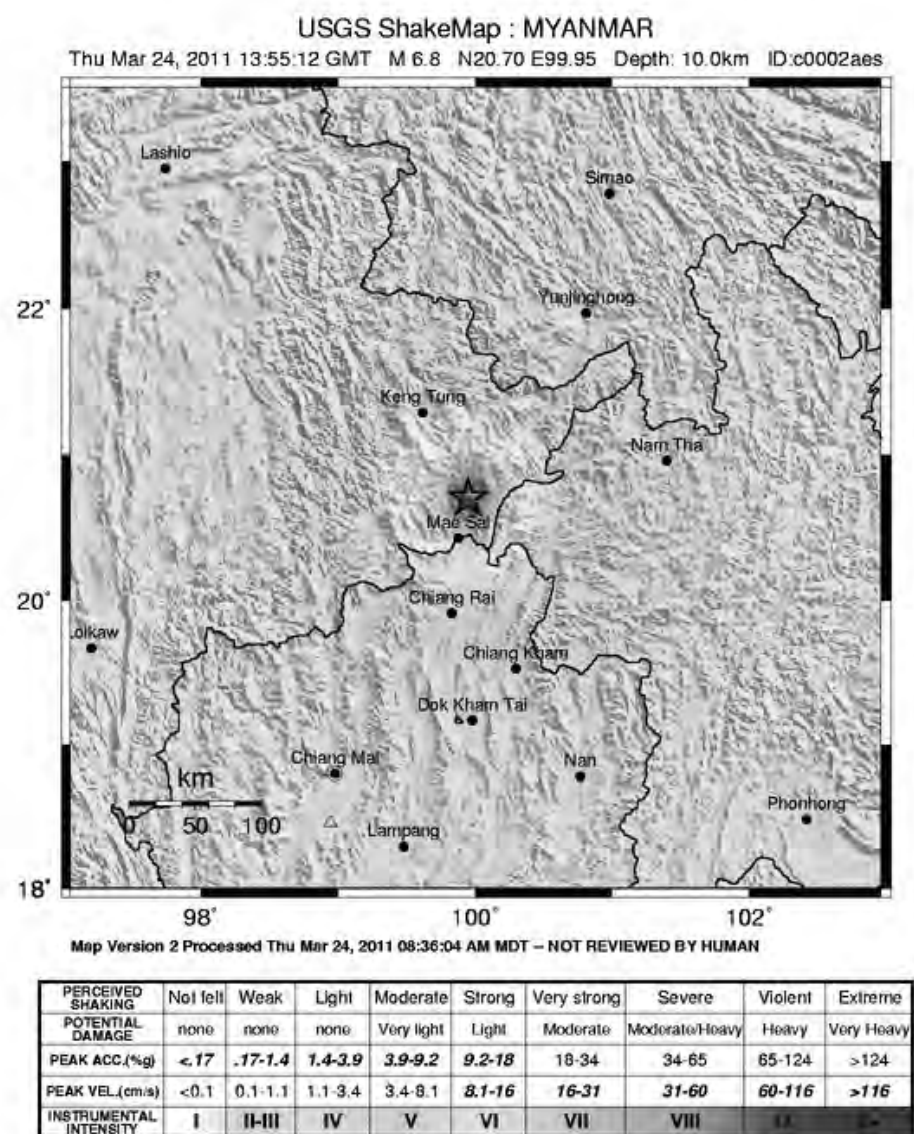 USGS ShakeMap : MYANMAR
Thu Mar 24, 2011 13:55:12 GMT M 6.8 N20.70 E99.95 Depth: 10.0km ID:c0002aes
Lashio
Simao
Yunjinghong
22°
Keng Tung
Nam Tha
Mae Sai
20°
Chiang Rai
Loikaw
Chiang Kham
Dok Kham Tai
Chiang Mai
Nan
km
0 50 100
Phonhong
Lampang
18°
98° 100° 102°
Map Version 2 Processed Thu Mar 24, 2011 08:36:04 AM MDT – NOT REVIEWED BY HUMAN
PERCEIVED SHAKING Not felt Weak Light Moderate Strong Very strong Severe Violent Extreme
POTENTIAL DAMAGE none none none Very light Light Moderate Moderate/Heavy Heavy Very Heavy
PEAK ACC.(%g) <.17 .17-1.4 1.4-3.9 3.9-9.2 9.2-18 18-34 34-65 65-124 >124
PEAK VEL.(cm/s) <0.1 0.1-1.1 1.1-3.4 3.4-8.1 8.1-16 16-31 31-60 60-116 >116
INSTRUMENTAL INTENSITY I II-III IV V VI VII VIII IX X+